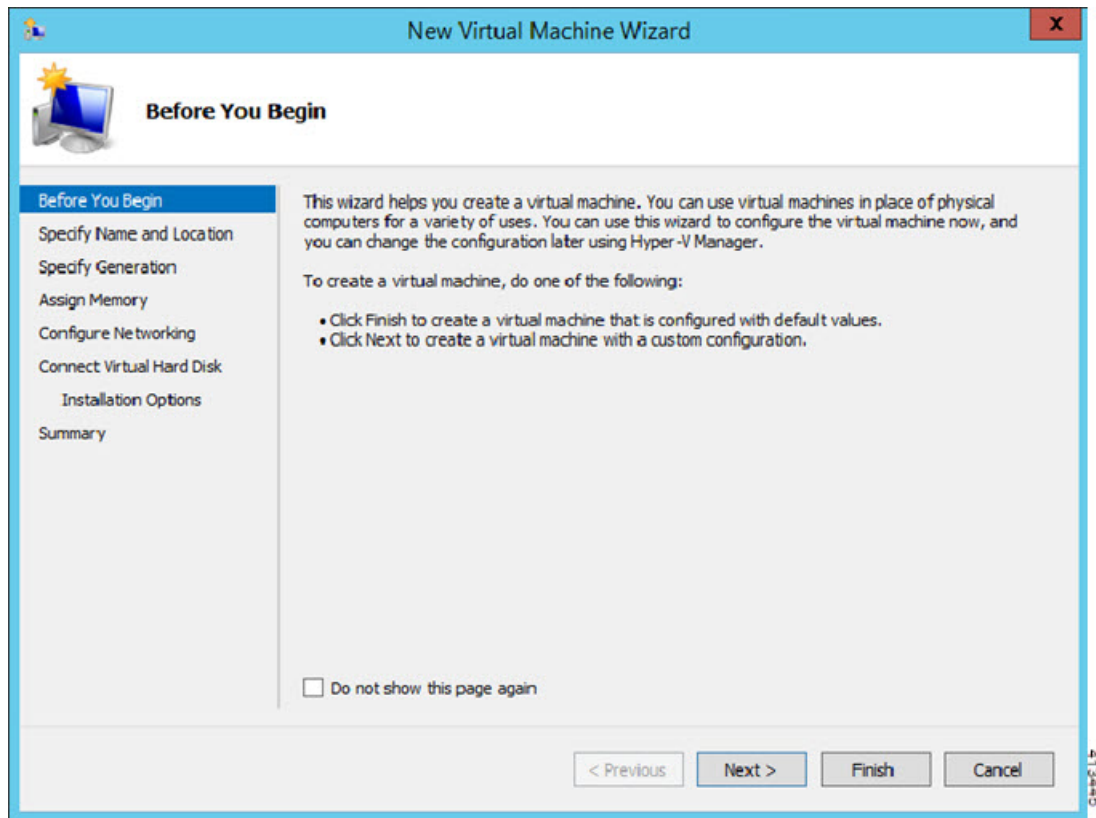 New Virtual Machine Wizard
X
Before You Begin
Before You Begin
Specify Name and Location
Specify Generation
Assign Memory
Configure Networking
Connect Virtual Hard Disk
Installation Options
Summary
This wizard helps you create a virtual machine. You can use virtual machines in place of physical
computers for a variety of uses. You can use this wizard to configure the virtual machine now, and
you can change the configuration later using Hyper-V Manager.
To create a virtual machine, do one of the following:
• Click Finish to create a virtual machine that is configured with default values.
• Click Next to create a virtual machine with a custom configuration.
Do not show this page again
< Previous
Next >
Finish
Cancel